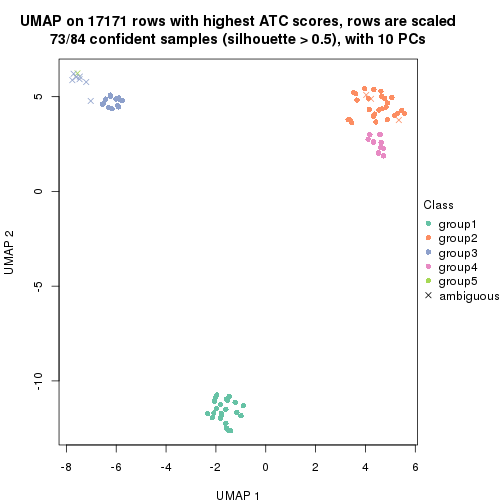 UMAP on 17171 rows with highest ATC scores, rows are scaled
73/84 confident samples (silhouette > 0.5), with 10 PCs
5
0
-5
-10
UMAP 2
-8
-6
-4
-2
0
2
4
6
UMAP 1
Class
group1
group2
group3
group4
group5
ambiguous